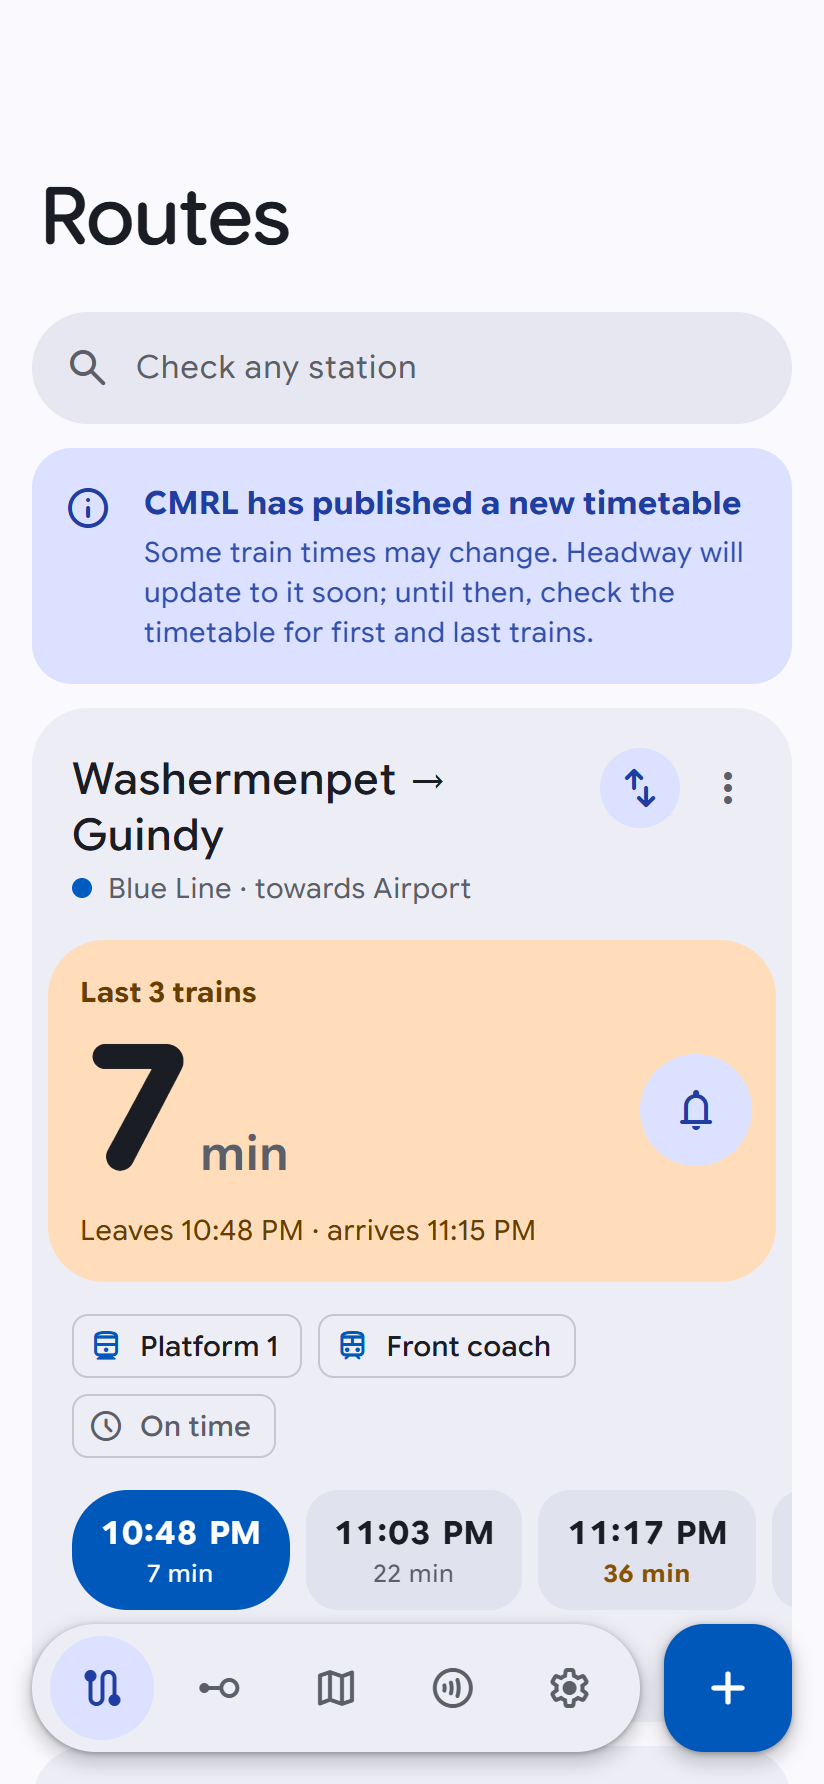 Routes
Check any station
CMRL has published a new timetable
Some train times may change. Headway will
update to it soon; until then, check the
timetable for first and last trains.
Washermenpet →
Guindy
Blue Line · towards Airport
Last 3 trains
7 min
Leaves 10:48 PM · arrives 11:15 PM
Platform 1
Front coach
On time
10:48 PM
7 min
11:03 PM
22 min
11:17 PM
36 min